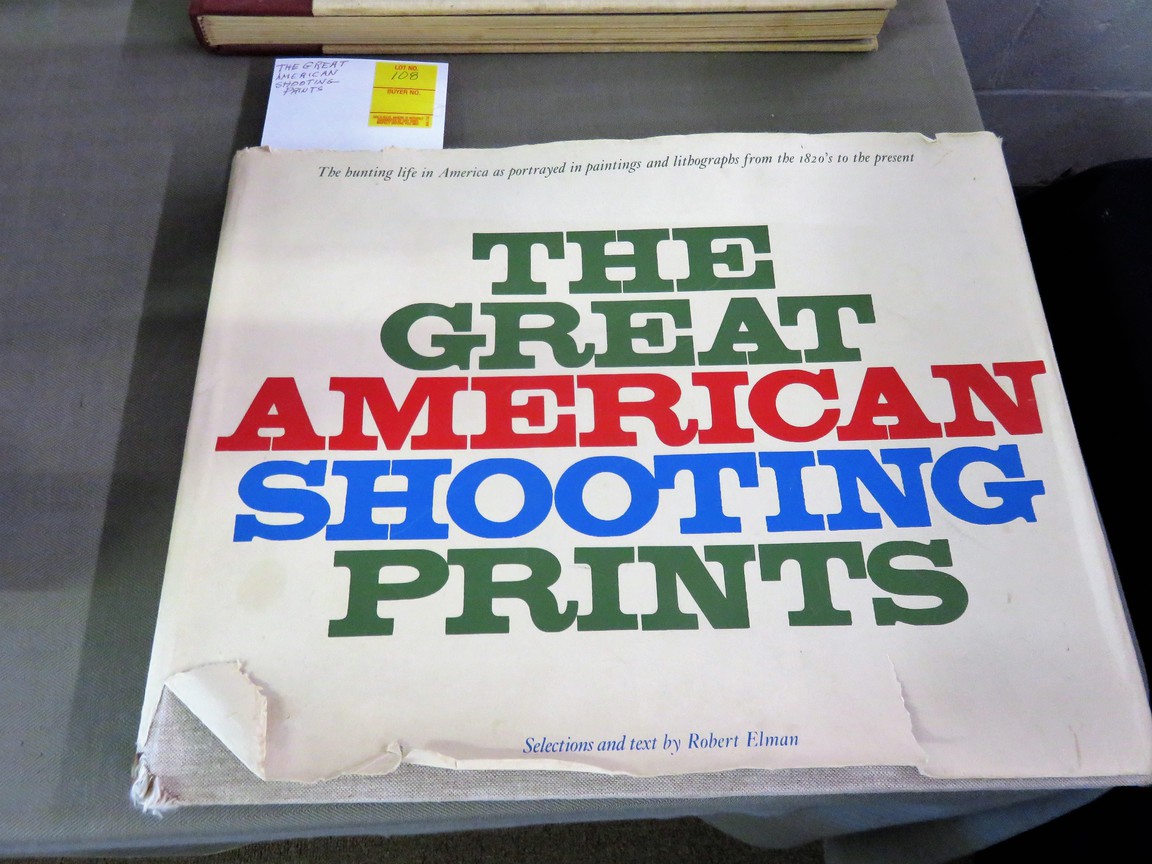 THE GREAT
AMERICAN
SHOOTING
PRINTS
LOT NO.
108
BUYER NO.
The hunting life in America as portrayed in paintings and lithographs from the 1820's to the present
THE
GREAT
AMERICAN
SHOOTING
PRINTS
Selections and text by Robert Elman